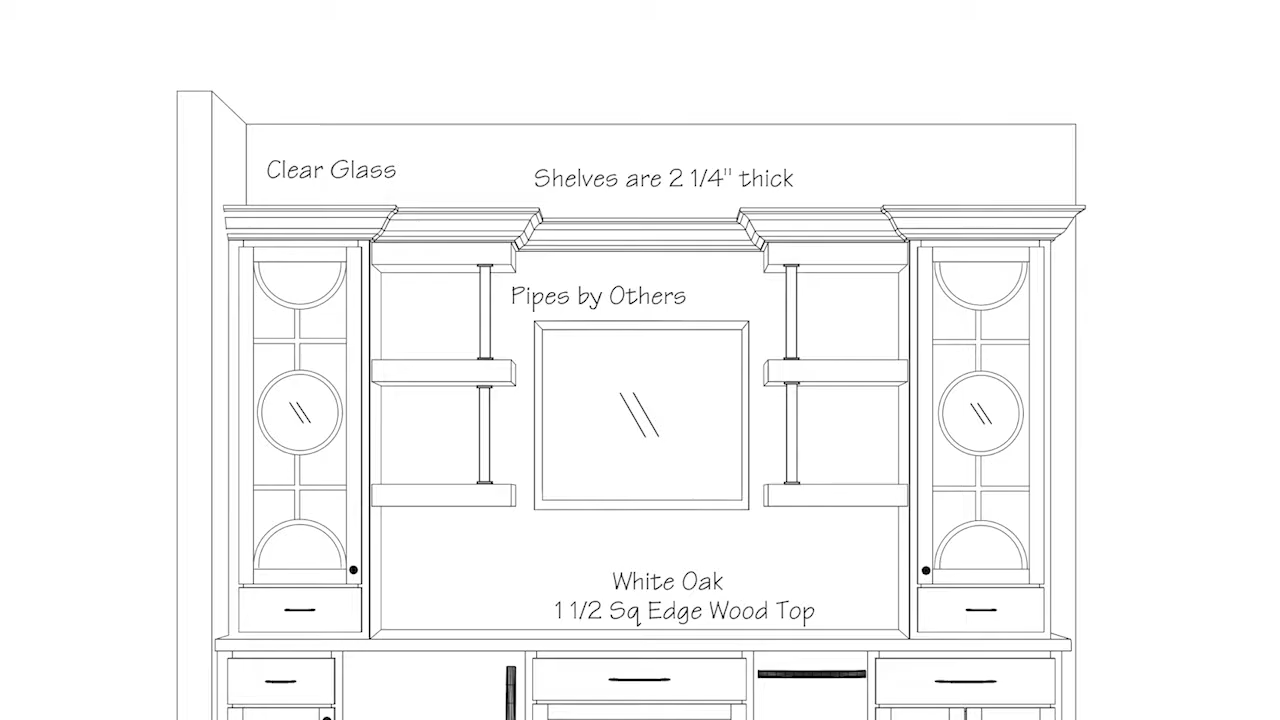 Clear Glass
Shelves are 2 1/4" thick
Pipes by Others
White Oak
1 1/2 Sq Edge Wood Top